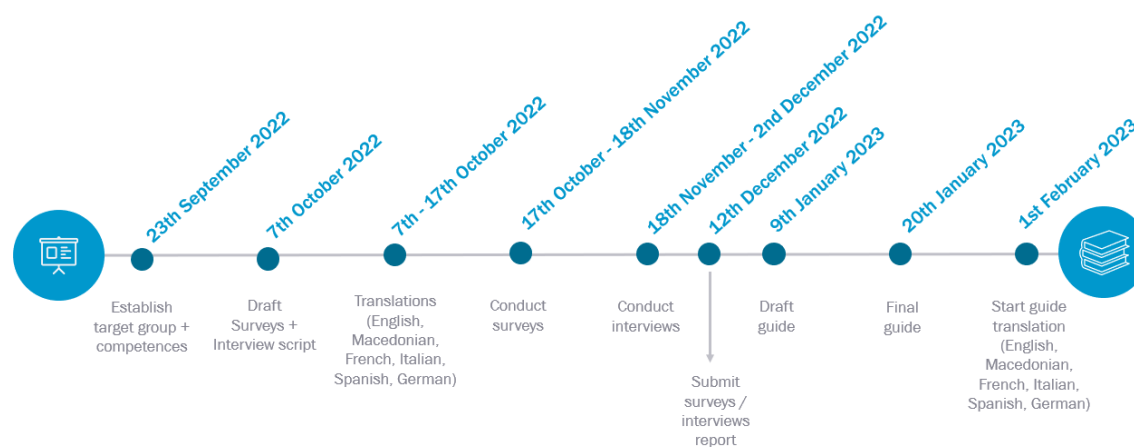 23th September 2022
7th October 2022
7th - 17th October 2022
17th October - 18th November 2022
18th November - 2nd December 2022
12th December 2022
9th January 2023
20th January 2023
1st February 2023
Establish
target group +
competences
Draft
Surveys +
Interview script
Translations
(English,
Macedonian,
French, Italian,
Spanish, German)
Conduct
surveys
Conduct
interviews
Submit
surveys /
interviews
report
Draft
guide
Final
guide
Start guide
translation
(English,
Macedonian,
French, Italian,
Spanish, German)